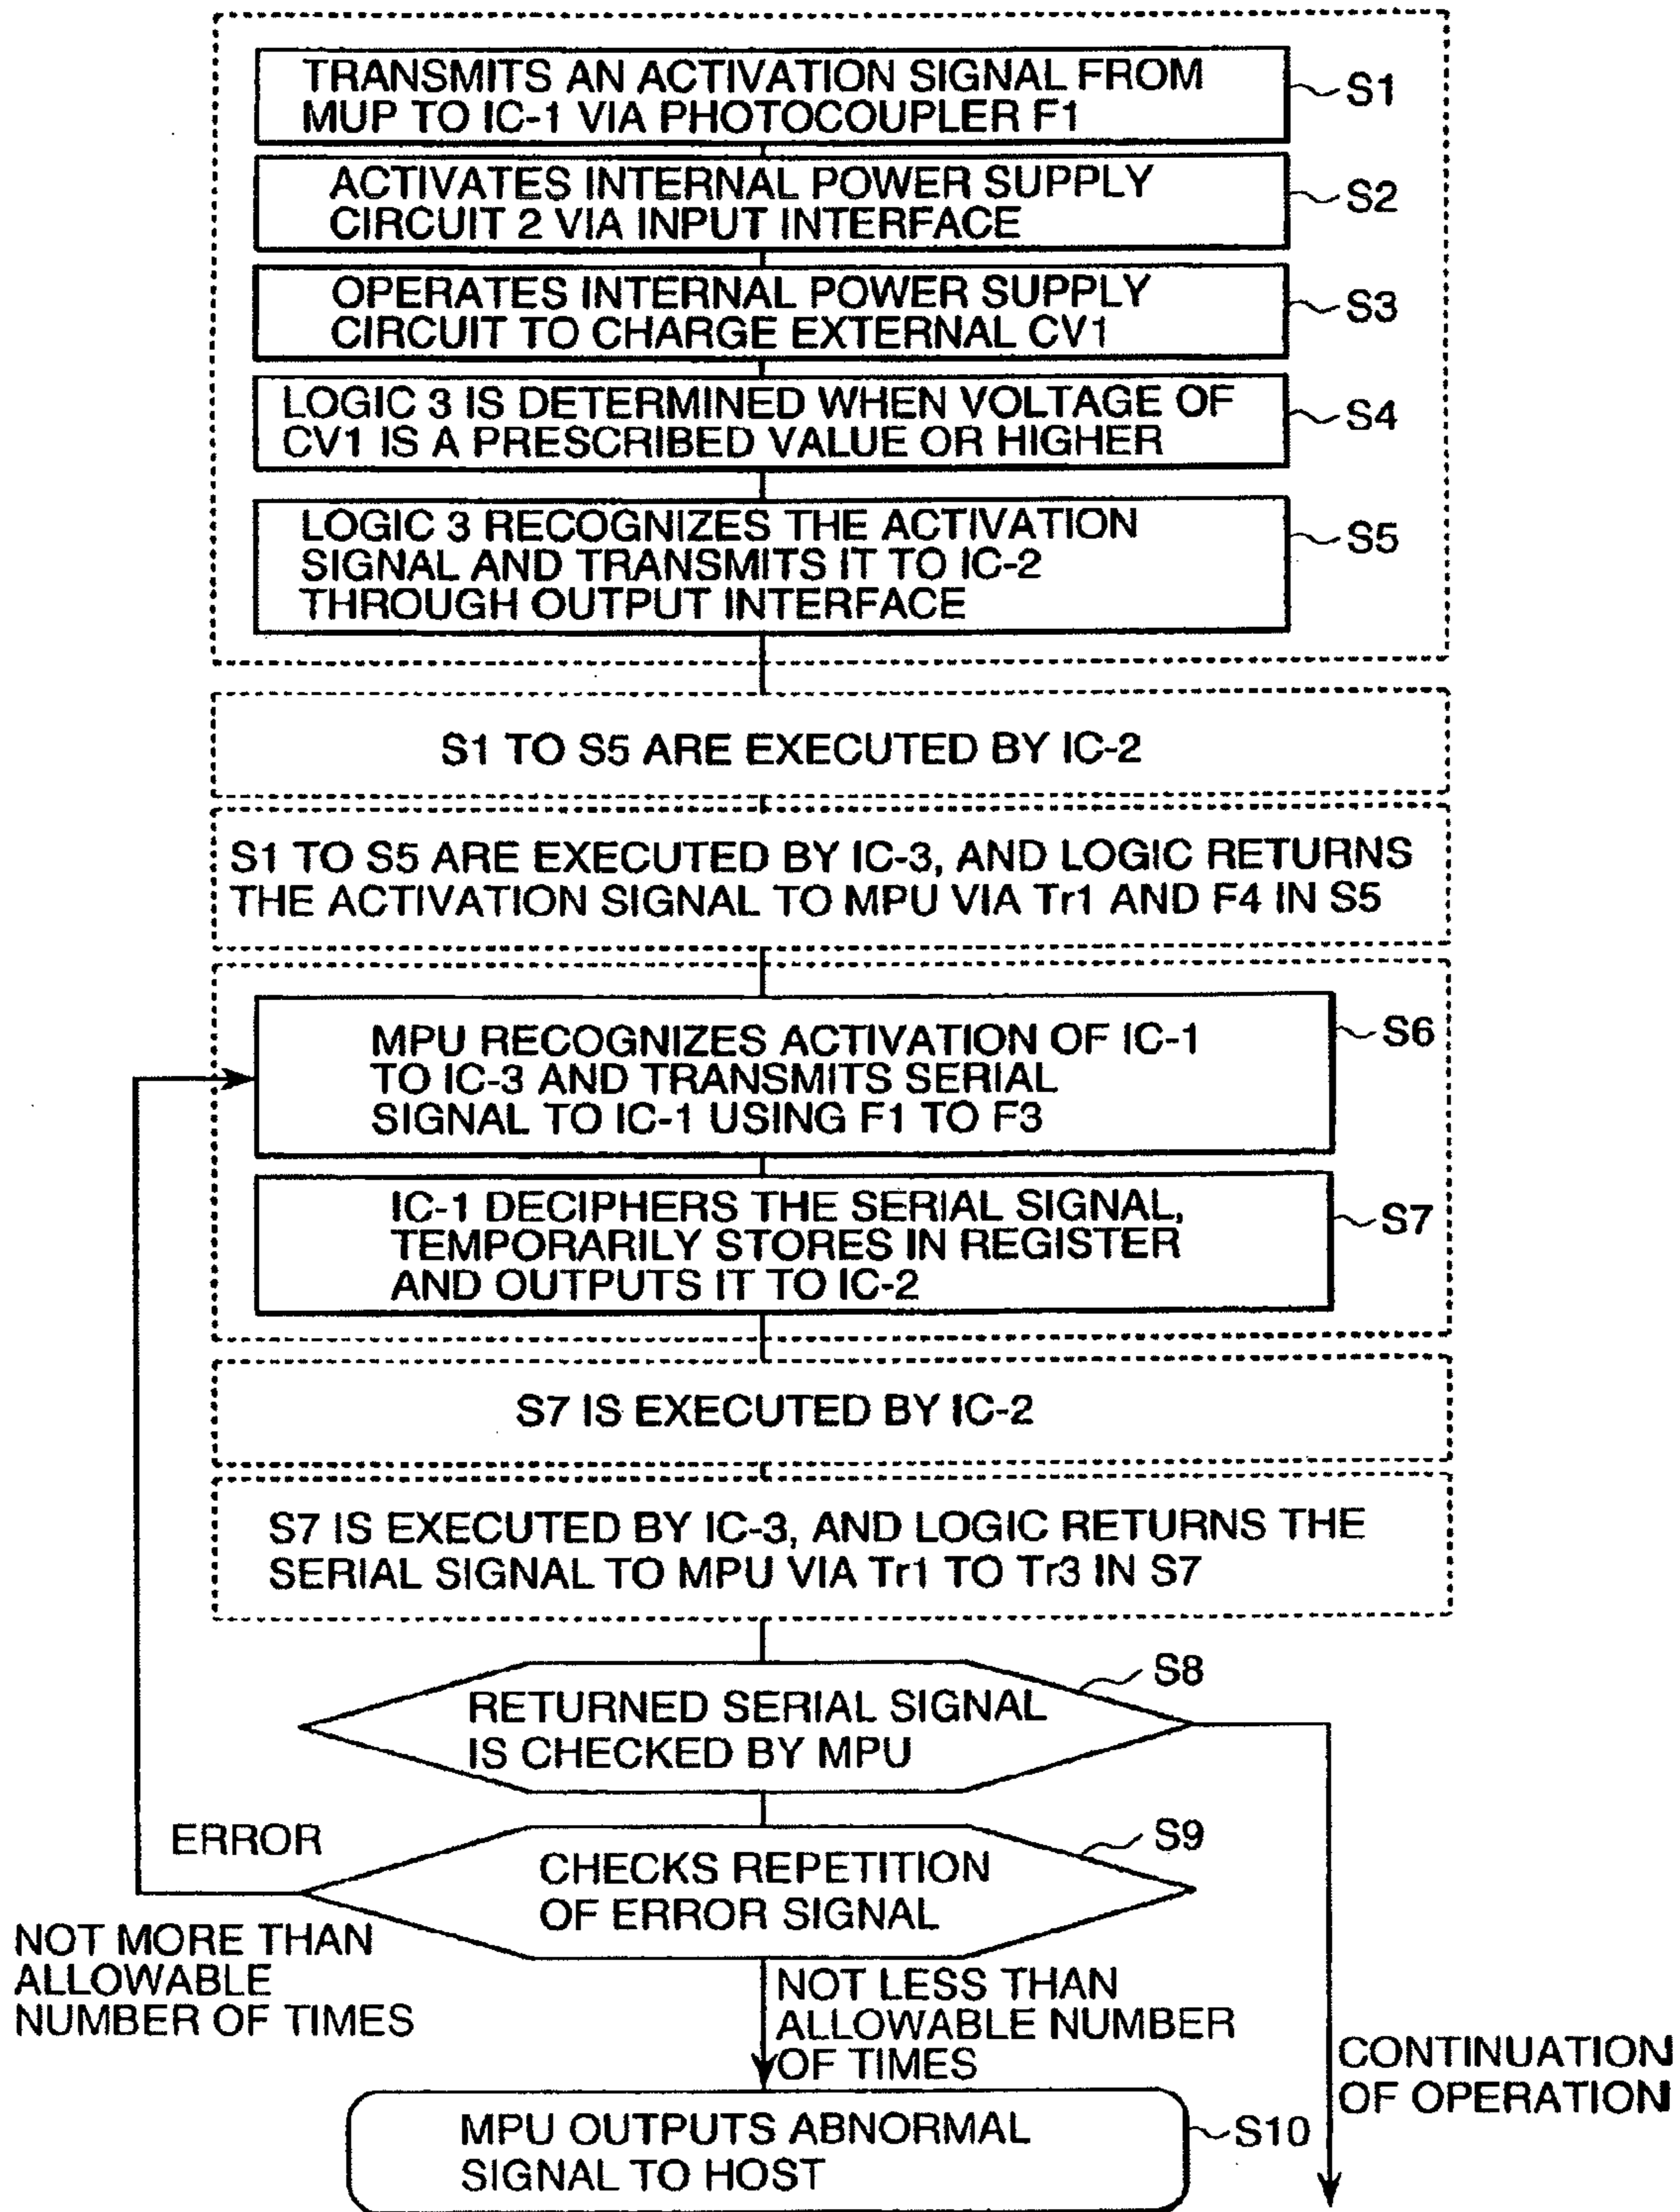 TRANSMITS AN ACTIVATION SIGNAL FROM
MUP TO IC-1 VIA PHOTOCOUPLER F1
S1
ACTIVATES INTERNAL POWER SUPPLY
CIRCUIT 2 VIA INPUT INTERFACE
S2
OPERATES INTERNAL POWER SUPPLY
CIRCUIT TO CHARGE EXTERNAL CV1
S3
LOGIC 3 IS DETERMINED WHEN VOLTAGE OF
CV1 IS A PRESCRIBED VALUE OR HIGHER
S4
LOGIC 3 RECOGNIZES THE ACTIVATION
SIGNAL AND TRANSMITS IT TO IC-2
THROUGH OUTPUT INTERFACE
S5
S1 TO S5 ARE EXECUTED BY IC-2
S1 TO S5 ARE EXECUTED BY IC-3, AND LOGIC RETURNS
THE ACTIVATION SIGNAL TO MPU VIA Tr1 AND F4 IN S5
MPU RECOGNIZES ACTIVATION OF IC-1
TO IC-3 AND TRANSMITS SERIAL
SIGNAL TO IC-1 USING F1 TO F3
S6
IC-1 DECIPHERS THE SERIAL SIGNAL,
TEMPORARILY STORES IN REGISTER
AND OUTPUTS IT TO IC-2
S7
S7 IS EXECUTED BY IC-2
S7 IS EXECUTED BY IC-3, AND LOGIC RETURNS THE
SERIAL SIGNAL TO MPU VIA Tr1 TO Tr3 IN S7
S8
RETURNED SERIAL SIGNAL
IS CHECKED BY MPU
ERROR
S9
CHECKS REPETITION
OF ERROR SIGNAL
NOT MORE THAN
ALLOWABLE
NUMBER OF TIMES
NOT LESS THAN
ALLOWABLE NUMBER
OF TIMES
CONTINUATION
OF OPERATION
MPU OUTPUTS ABNORMAL
SIGNAL TO HOST
S10